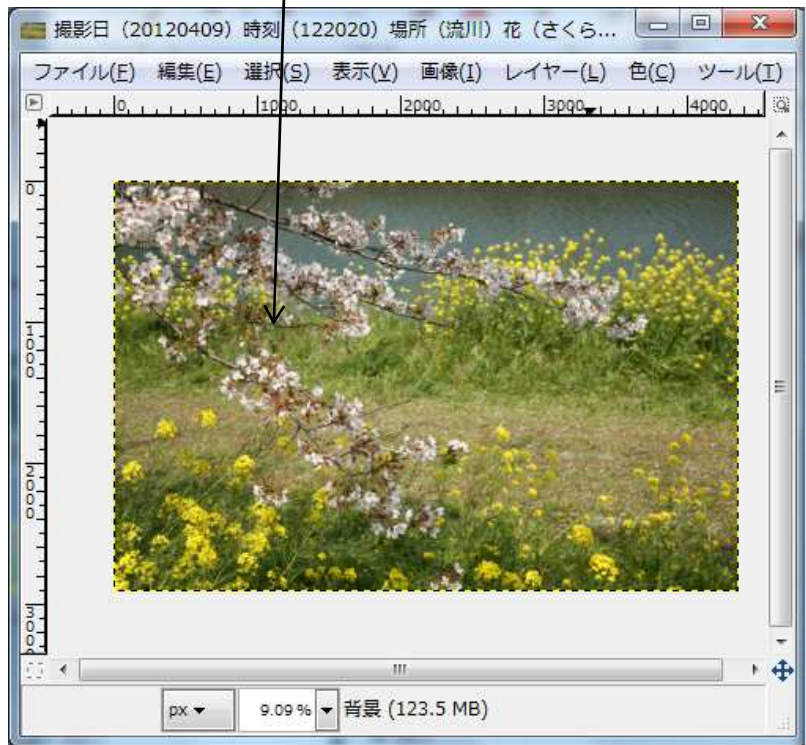 撮影日（20120409）時刻（122020）場所（流川）花（さくら...
ファイル(F) 編集(E) 選択(S) 表示(V) 画像(I) レイヤー(L) 色(C) ツール(T)
0 1000 2000 3000 4000
0
1000
2000
3000
px 9.09 % 背景 (123.5 MB)